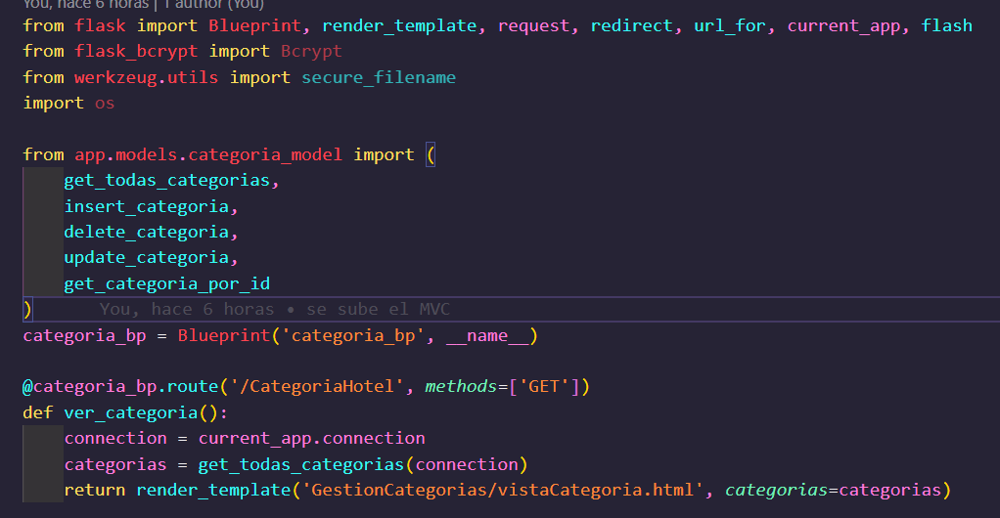 You, hace 6 horas | 1 author (You)
from flask import Blueprint, render_template, request, redirect, url_for, current_app, flash
from flask_bcrypt import Bcrypt
from werkzeug.utils import secure_filename
import os
from app.models.categoria_model import (
    get_todas_categorias,
    insert_categoria,
    delete_categoria,
    update_categoria,
    get_categoria_por_id
)      You, hace 6 horas • se sube el MVC
categoria_bp = Blueprint('categoria_bp', __name__)
@categoria_bp.route('/CategoriaHotel', methods=['GET'])
def ver_categoria():
    connection = current_app.connection
    categorias = get_todas_categorias(connection)
    return render_template('GestionCategorias/vistaCategoria.html', categorias=categorias)